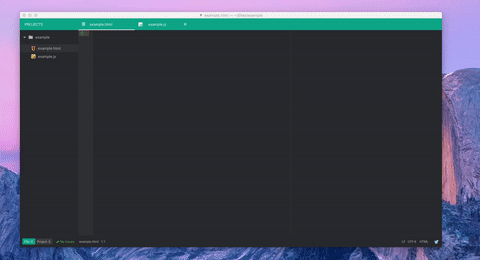 example.html — ~/Sites/example
PROJECTS
example.html
example.js
example
example.html
example.js
File 0
Project 0
No Issues
example.html
1:1
LF
UTF-8
HTML